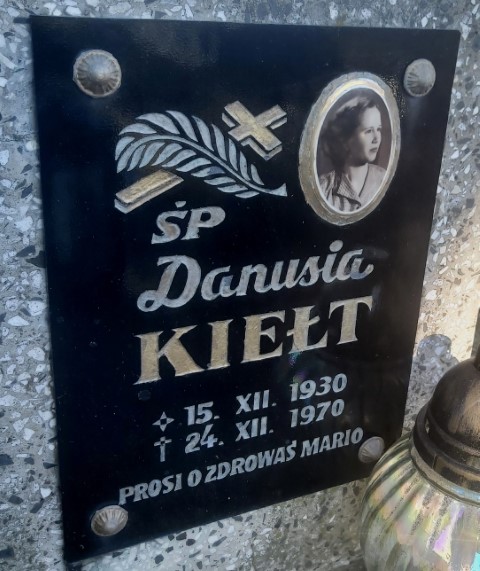 ŚP
Danusia
KIEŁT
✧ 15. XII. 1930
† 24. XII. 1970
PROSI O ZDROWAŚ MARIO